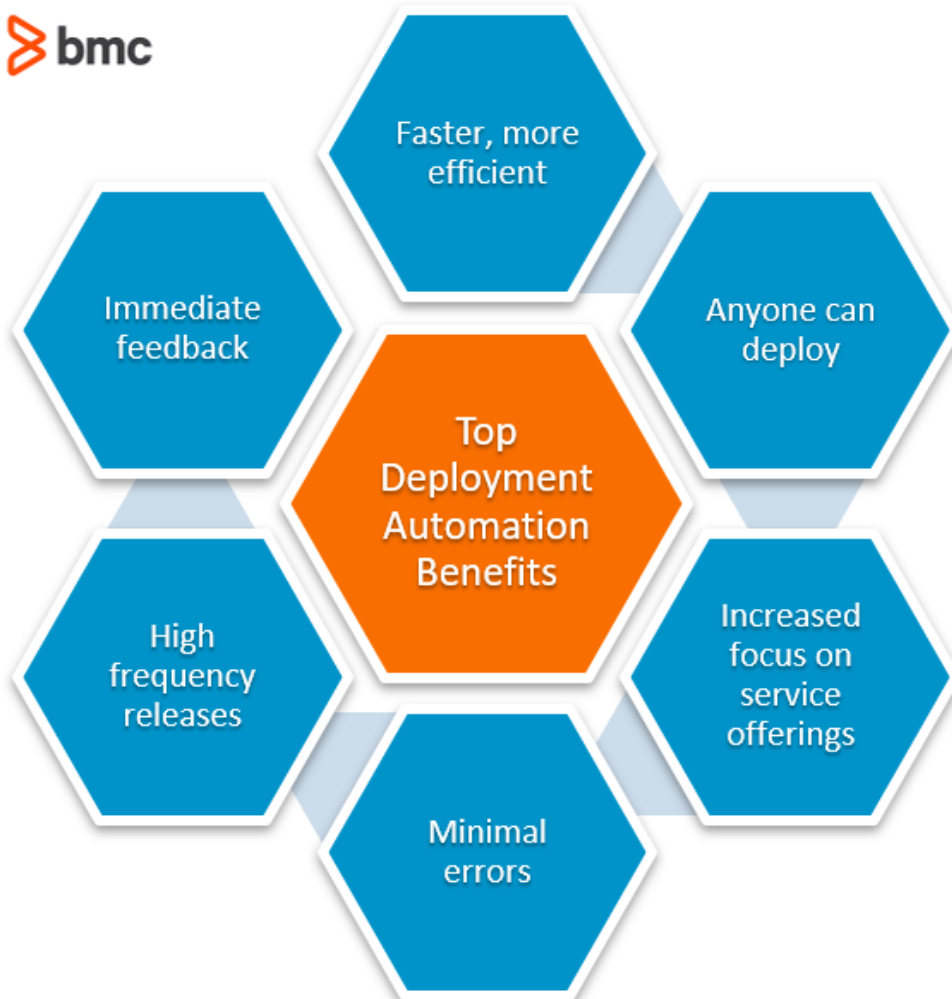 bmc
Faster, more
efficient
Anyone can
deploy
Increased
focus on
service
offerings
Minimal
errors
High
frequency
releases
Immediate
feedback
Top
Deployment
Automation
Benefits